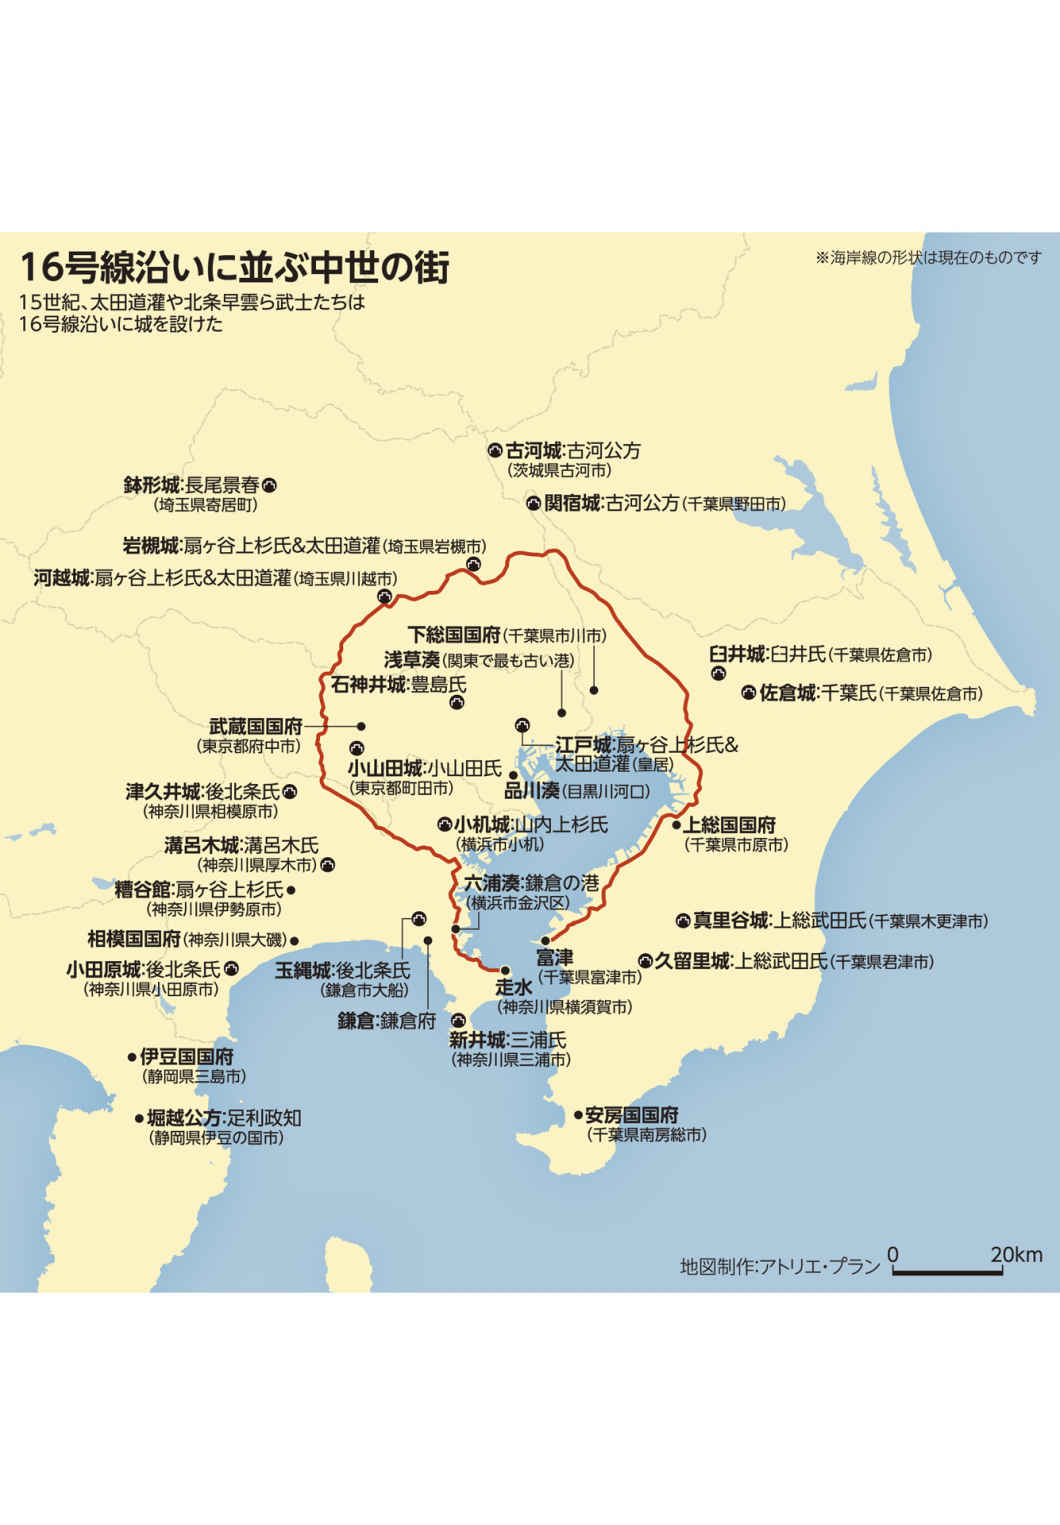 16号線沿いに並ぶ中世の街
※海岸線の形状は現在のものです
15世紀、太田道灌や北条早雲ら武士たちは
16号線沿いに城を設けた
古河城:古河公方
(茨城県古河市)
鉢形城:長尾景春
(埼玉県寄居町)
関宿城:古河公方(千葉県野田市)
岩槻城:扇ヶ谷上杉氏&太田道灌(埼玉県岩槻市)
河越城:扇ヶ谷上杉氏&太田道灌(埼玉県川越市)
下総国国府(千葉県市川市)
浅草湊(関東で最も古い港)
石神井城:豊島氏
臼井城:臼井氏(千葉県佐倉市)
佐倉城:千葉氏(千葉県佐倉市)
武蔵国国府
(東京都府中市)
江戸城:扇ヶ谷上杉氏&
太田道灌(皇居)
小山田城:小山田氏
(東京都町田市)
品川湊(目黒川河口)
津久井城:後北条氏
(神奈川県相模原市)
小机城:山内上杉氏
(横浜市小机)
上総国国府
(千葉県市原市)
溝呂木城:溝呂木氏
(神奈川県厚木市)
糟谷館:扇ヶ谷上杉氏
(神奈川県伊勢原市)
六浦湊:鎌倉の港
(横浜市金沢区)
真里谷城:上総武田氏(千葉県木更津市)
相模国国府(神奈川県大磯)
富津
(千葉県富津市)
久留里城:上総武田氏(千葉県君津市)
小田原城:後北条氏
(神奈川県小田原市)
玉縄城:後北条氏
(鎌倉市大船)
走水
(神奈川県横須賀市)
鎌倉:鎌倉府
新井城:三浦氏
(神奈川県三浦市)
伊豆国国府
(静岡県三島市)
堀越公方:足利政知
(静岡県伊豆の国市)
安房国国府
(千葉県南房総市)
地図制作:アトリエ・プラン
0 20km